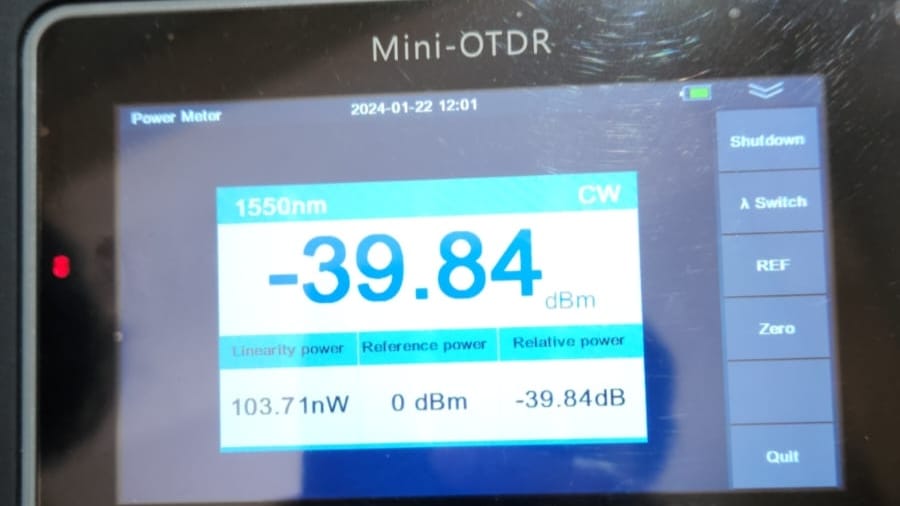 Mini-OTDR
Power Meter 2024-01-22 12:01
Shutdown
λ Switch
REF
Zero
Quit
1550nm CW
-39.84 dBm
Linearity power Reference power Relative power
103.71nW 0 dBm -39.84dB